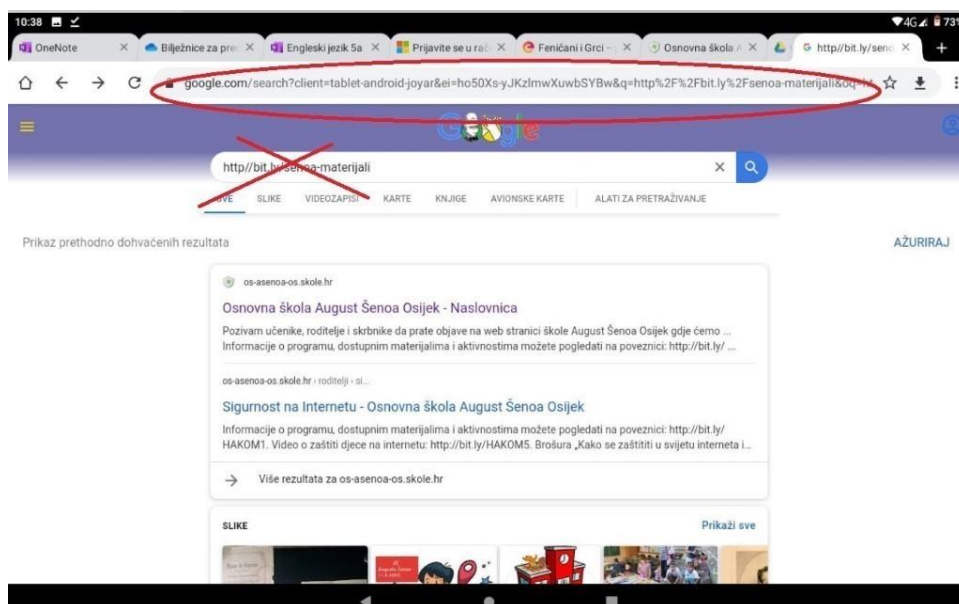 10:38 4G 73%
OneNote Bilježnice za pre Engleski jezik 5a Prijavite se u rač Feničani i Grci – Osnovna škola A http//bit.ly/seno
google.com/search?client=tablet-android-joyar&ei=ho50Xs-yJKzlmwXuwbSYBw&q=http%2F%2Fbit.ly%2Fsenoa-materijali&oq=h
Google
http//bit.ly/senoa-materijali
SVE SLIKE VIDEOZAPISI KARTE KNJIGE AVIONSKE KARTE ALATI ZA PRETRAŽIVANJE
Prikaz prethodno dohvaćenih rezultata AŽURIRAJ
os-asenoa-os.skole.hr
Osnovna škola August Šenoa Osijek - Naslovnica
Pozivam učenike, roditelje i skrbnike da prate objave na web stranici škole August Šenoa Osijek gdje ćemo ...
Informacije o programu, dostupnim materijalima i aktivnostima možete pogledati na poveznici: http://bit.ly/ ...
os-asenoa-os.skole.hr › roditelji › si...
Sigurnost na Internetu - Osnovna škola August Šenoa Osijek
Informacije o programu, dostupnim materijalima i aktivnostima možete pogledati na poveznici: http://bit.ly/
HAKOM1. Video o zaštiti djece na internetu: http://bit.ly/HAKOM5. Brošura „Kako se zaštititi u svijetu interneta i...
Više rezultata za os-asenoa-os.skole.hr
SLIKE Prikaži sve